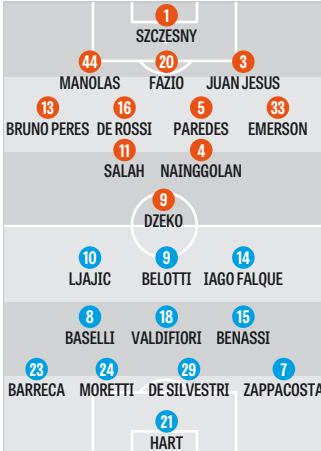 1
SZCZESNY
44 20 3
MANOLAS FAZIO JUAN JESUS
13 16 5 33
BRUNO PERES DE ROSSI PAREDES EMERSON
11 4
SALAH NAINGGOLAN
9
DZEKO
10 9 14
LJAJIC BELOTTI IAGO FALQUE
8 18 15
BASELLI VALDIFIORI BENASSI
23 24 29 7
BARRECA MORETTI DE SILVESTRI ZAPPACOSTA
21
HART